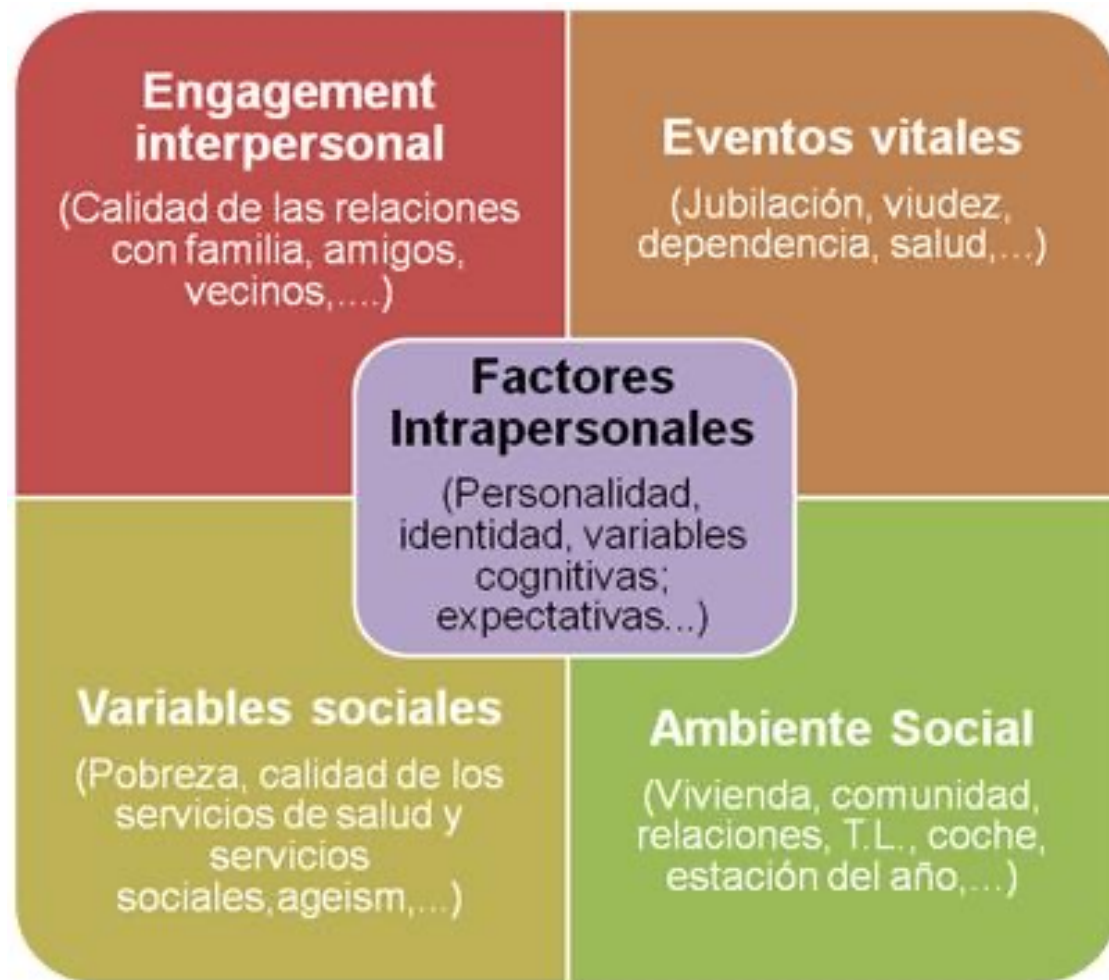 Engagement
interpersonal
(Calidad de las relaciones
con familia, amigos,
vecinos,....)
Eventos vitales
(Jubilación, viudez,
dependencia, salud,...)
Factores
Intrapersonales
(Personalidad,
identidad, variables
cognitivas;
expectativas...)
Variables sociales
(Pobreza, calidad de los
servicios de salud y
servicios
sociales,ageism,...)
Ambiente Social
(Vivienda, comunidad,
relaciones, T.L., coche,
estación del año,...)